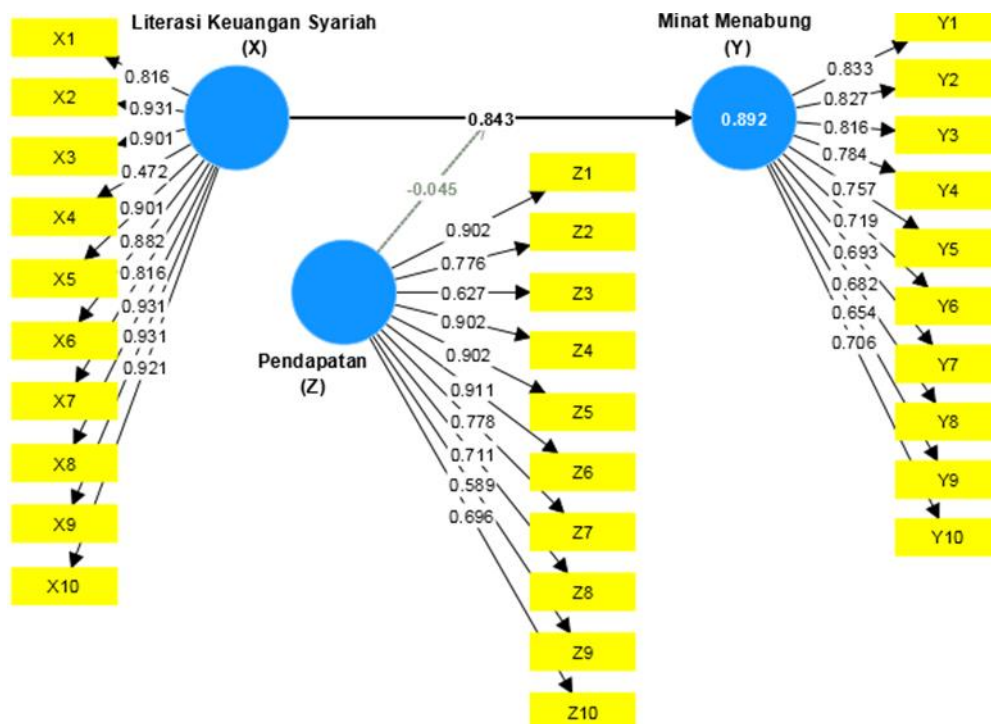 Literasi Keuangan Syariah
(X)
Minat Menabung
(Y)
X1
X2
X3
X4
X5
X6
X7
X8
X9
X10
0.816
0.931
0.901
0.472
0.901
0.882
0.816
0.931
0.931
0.921
0.843
-0.045
0.892
Pendapatan
(Z)
0.902
0.776
0.627
0.902
0.902
0.911
0.778
0.711
0.589
0.696
Z1
Z2
Z3
Z4
Z5
Z6
Z7
Z8
Z9
Z10
0.833
0.827
0.816
0.784
0.757
0.719
0.693
0.682
0.654
0.706
Y1
Y2
Y3
Y4
Y5
Y6
Y7
Y8
Y9
Y10